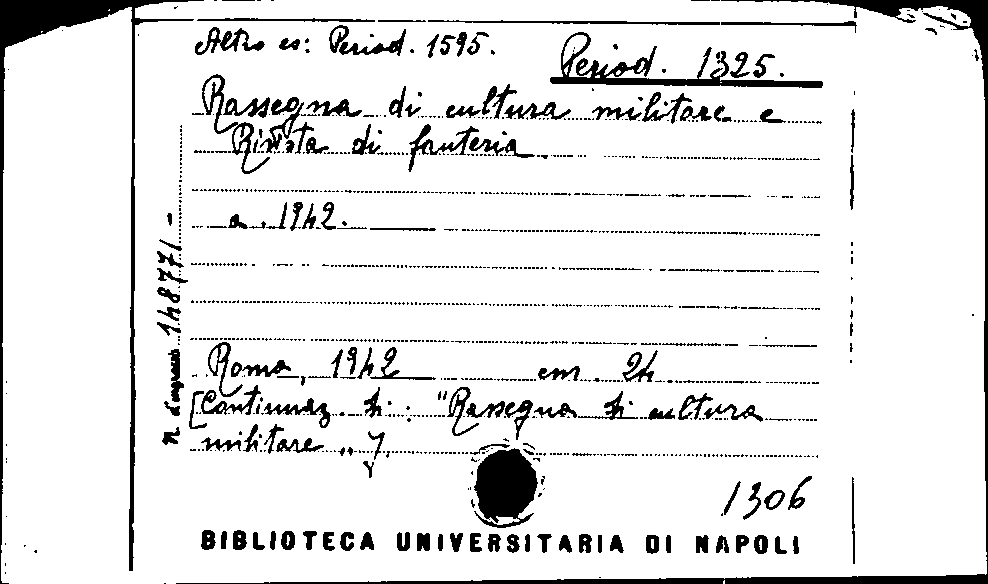 Altro es: Period. 1595.
Period. 1325.
Rassegna di cultura militare e
Rivista di fanteria.
a. 1942.
N. d'ingresso 148771 -
Roma, 1942 cm. 24
[Continuaz. di: "Rassegna di cultura
militare"].
1306
BIBLIOTECA UNIVERSITARIA DI NAPOLI